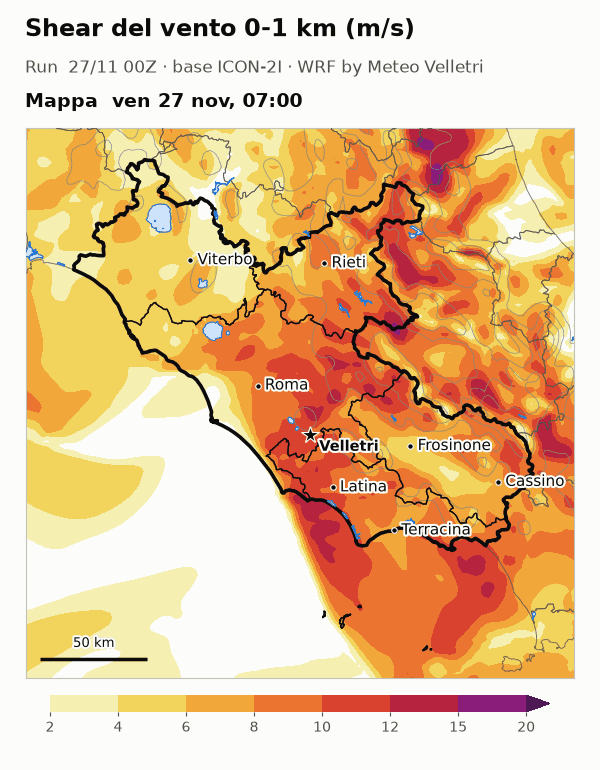 Shear del vento 0-1 km (m/s)
Run  27/11 00Z · base ICON-2I · WRF by Meteo Velletri
Mappa  ven 27 nov, 07:00
Viterbo
Rieti
Roma
Velletri
Frosinone
Cassino
Latina
Terracina
50 km
2 4 6 8 10 12 15 20